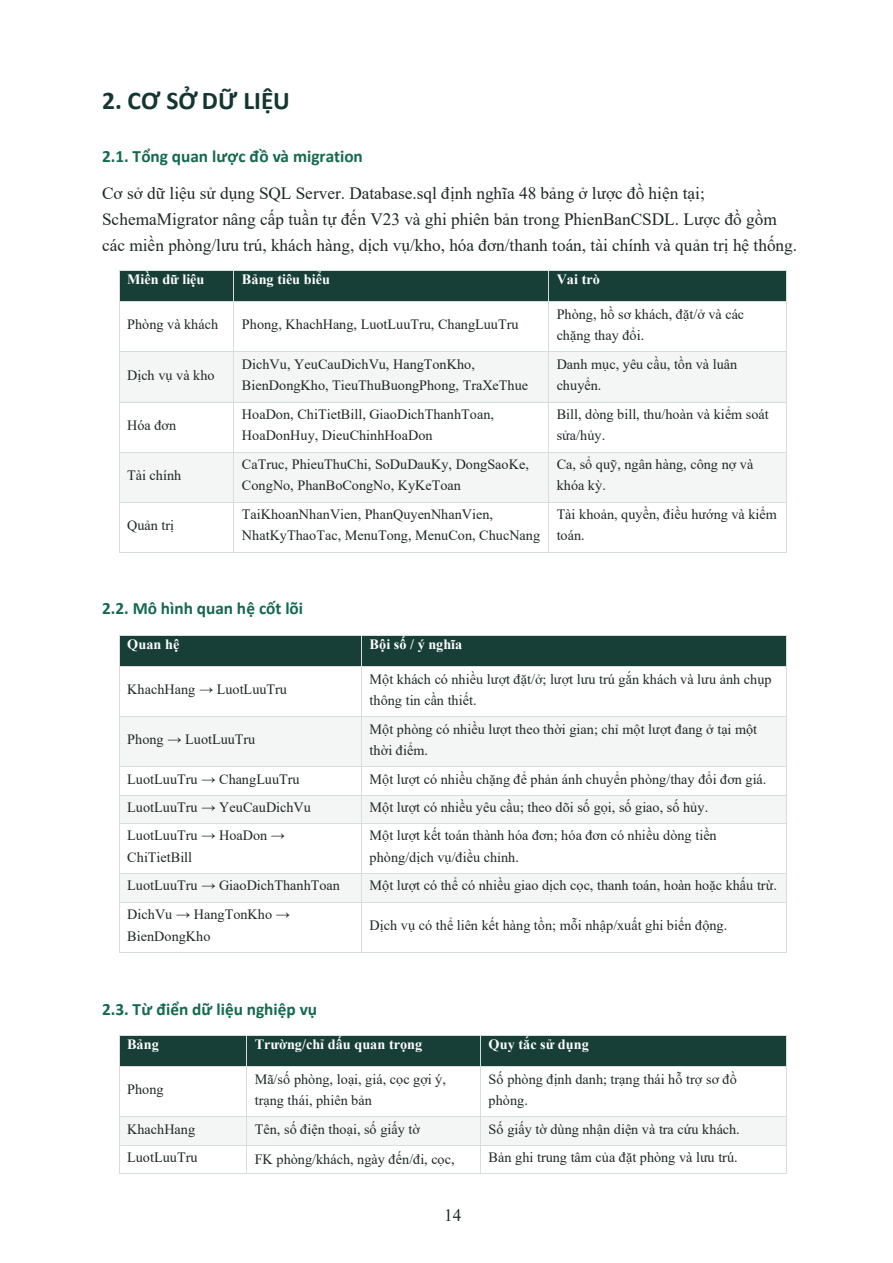 2. CƠ SỞ DỮ LIỆU
2.1. Tổng quan lược đồ và migration
Cơ sở dữ liệu sử dụng SQL Server. Database.sql định nghĩa 48 bảng ở lược đồ hiện tại;
SchemaMigrator nâng cấp tuần tự đến V23 và ghi phiên bản trong PhienBanCSDL. Lược đồ gồm
các miền phòng/lưu trú, khách hàng, dịch vụ/kho, hóa đơn/thanh toán, tài chính và quản trị hệ thống.
Miền dữ liệu Bảng tiêu biểu Vai trò
Phòng và khách Phong, KhachHang, LuotLuuTru, ChangLuuTru Phòng, hồ sơ khách, đặt/ở và các
chặng thay đổi.
Dịch vụ và kho DichVu, YeuCauDichVu, HangTonKho, Danh mục, yêu cầu, tồn và luân
BienDongKho, TieuThuBuongPhong, TraXeThue chuyển.
Hóa đơn HoaDon, ChiTietBill, GiaoDichThanhToan, Bill, dòng bill, thu/hoàn và kiểm soát
HoaDonHuy, DieuChinhHoaDon sửa/hủy.
Tài chính CaTruc, PhieuThuChi, SoDuDauKy, DongSaoKe, Ca, sổ quỹ, ngân hàng, công nợ và
CongNo, PhanBoCongNo, KyKeToan khóa kỳ.
Quản trị TaiKhoanNhanVien, PhanQuyenNhanVien, Tài khoản, quyền, điều hướng và kiểm
NhatKyThaoTac, MenuTong, MenuCon, ChucNang toán.
2.2. Mô hình quan hệ cốt lõi
Quan hệ Bội số / ý nghĩa
KhachHang → LuotLuuTru Một khách có nhiều lượt đặt/ở; lượt lưu trú gắn khách và lưu ảnh chụp
thông tin cần thiết.
Phong → LuotLuuTru Một phòng có nhiều lượt theo thời gian; chỉ một lượt đang ở tại một
thời điểm.
LuotLuuTru → ChangLuuTru Một lượt có nhiều chặng để phản ánh chuyển phòng/thay đổi đơn giá.
LuotLuuTru → YeuCauDichVu Một lượt có nhiều yêu cầu; theo dõi số gọi, số giao, số hủy.
LuotLuuTru → HoaDon → Một lượt kết toán thành hóa đơn; hóa đơn có nhiều dòng tiền
ChiTietBill phòng/dịch vụ/điều chỉnh.
LuotLuuTru → GiaoDichThanhToan Một lượt có thể có nhiều giao dịch cọc, thanh toán, hoàn hoặc khấu trừ.
DichVu → HangTonKho → Dịch vụ có thể liên kết hàng tồn; mỗi nhập/xuất ghi biến động.
BienDongKho
2.3. Từ điển dữ liệu nghiệp vụ
Bảng Trường/chỉ dấu quan trọng Quy tắc sử dụng
Phong Mã/số phòng, loại, giá, cọc gợi ý, Số phòng định danh; trạng thái hỗ trợ sơ đồ
trạng thái, phiên bản phòng.
KhachHang Tên, số điện thoại, số giấy tờ Số giấy tờ dùng nhận diện và tra cứu khách.
LuotLuuTru FK phòng/khách, ngày đến/đi, cọc, Bản ghi trung tâm của đặt phòng và lưu trú.
14